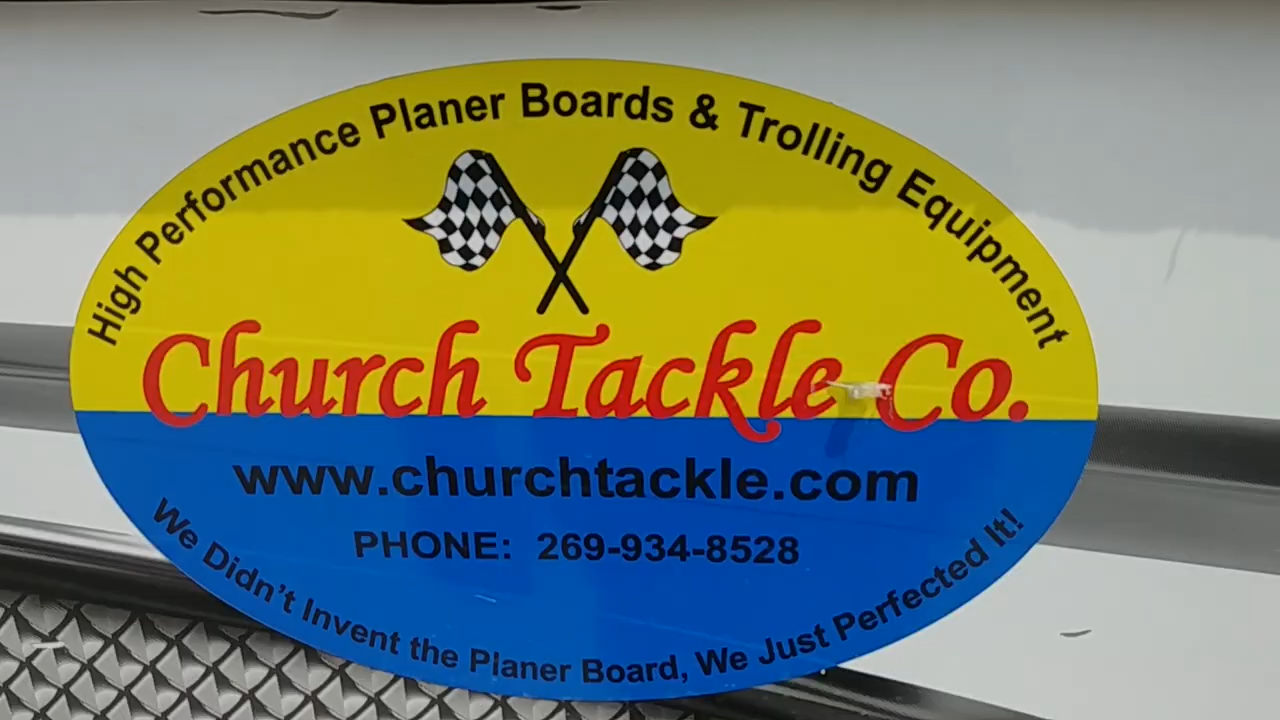 High Performance Planer Boards & Trolling Equipment
Church Tackle Co.
www.churchtackle.com
PHONE: 269-934-8528
We Didn't Invent the Planer Board, We Just Perfected It!